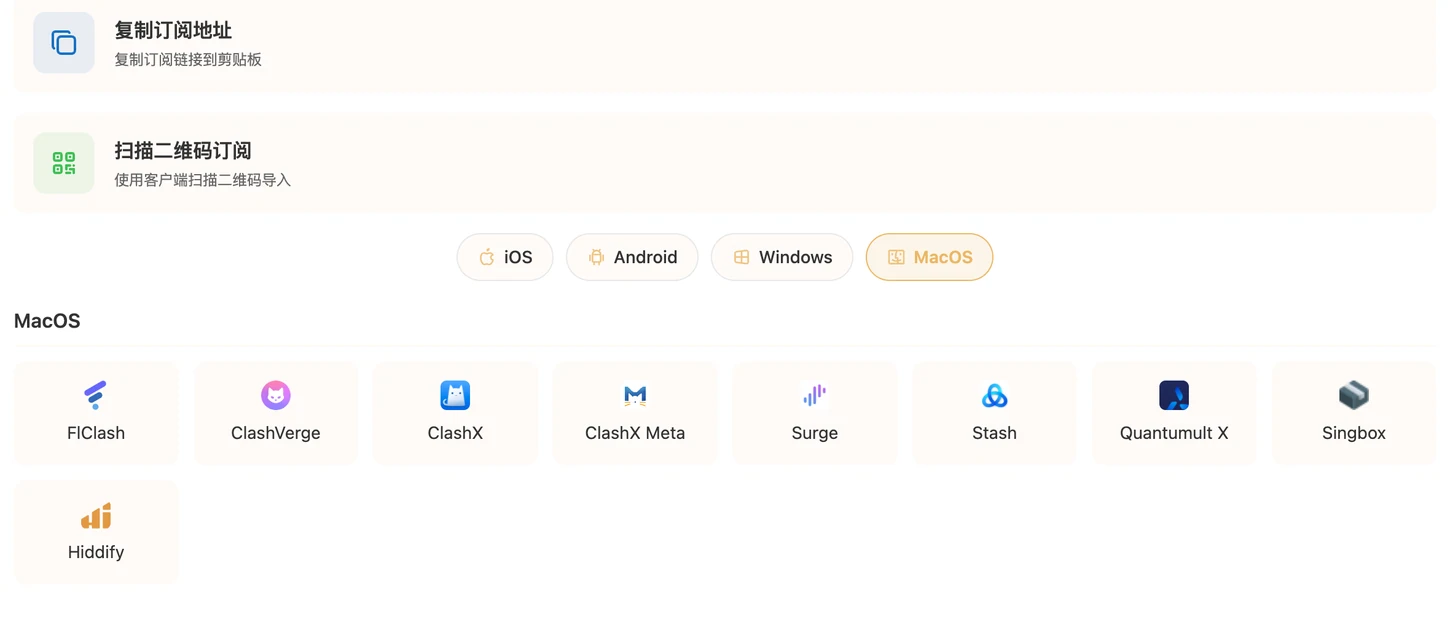 复制订阅地址
复制订阅链接到剪贴板
扫描二维码订阅
使用客户端扫描二维码导入
iOS
Android
Windows
MacOS
MacOS
FlClash
ClashVerge
ClashX
ClashX Meta
Surge
Stash
Quantumult X
Singbox
Hiddify